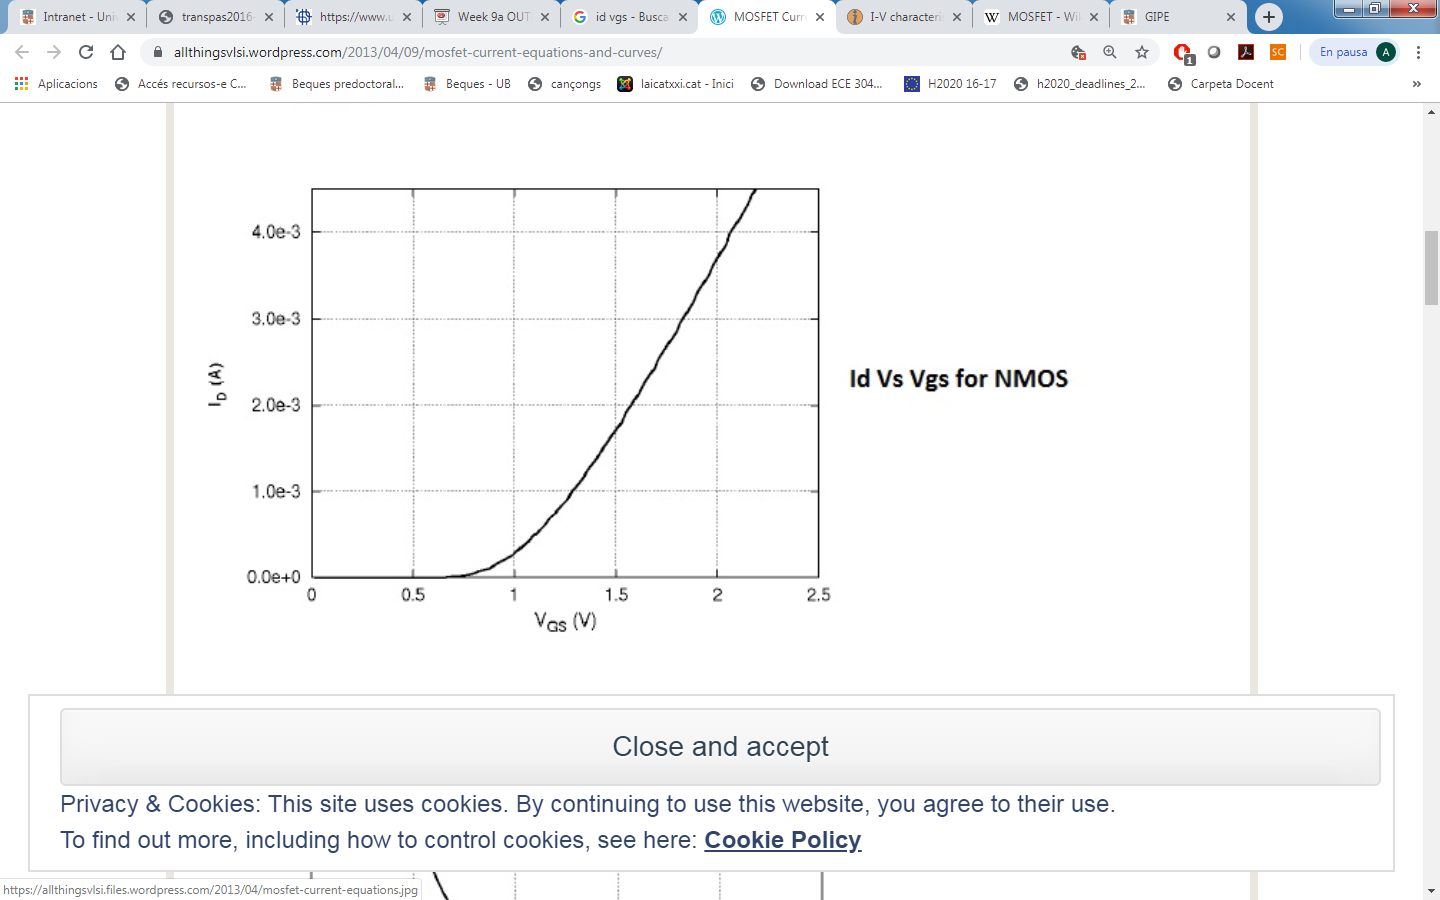 Intranet - Uni
transpas2016
https://www.u
Week 9a OUT
id vgs - Busca
MOSFET Curr
I-V characteri
MOSFET - Wi
GIPE
allthingsvlsi.wordpress.com/2013/04/09/mosfet-current-equations-and-curves/
1
SC
En pausa
A
Aplicacions
Accés recursos-e C...
Beques predoctoral...
Beques - UB
cançongs
laicatxxi.cat - Inici
Download ECE 304...
H2020 16-17
h2020_deadlines_2...
Carpeta Docent
»
4.0e-3
3.0e-3
2.0e-3
1.0e-3
0.0e+0
I_D (A)
0 0.5 1 1.5 2 2.5
V_GS (V)
Id Vs Vgs for NMOS
Close and accept
Privacy & Cookies: This site uses cookies. By continuing to use this website, you agree to their use.
To find out more, including how to control cookies, see here: Cookie Policy
https://allthingsvlsi.files.wordpress.com/2013/04/mosfet-current-equations.jpg